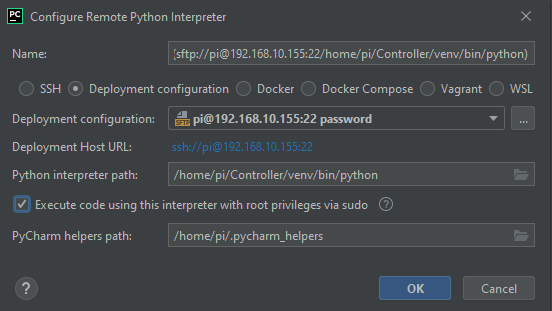 PC Configure Remote Python Interpreter
Name: (sftp://pi@192.168.10.155:22/home/pi/Controller/venv/bin/python)
SSH Deployment configuration Docker Docker Compose Vagrant WSL
Deployment configuration: SFTP pi@192.168.10.155:22 password ...
Deployment Host URL: ssh://pi@192.168.10.155:22
Python interpreter path: /home/pi/Controller/venv/bin/python
Execute code using this interpreter with root privileges via sudo ?
PyCharm helpers path: /home/pi/.pycharm_helpers
? OK Cancel